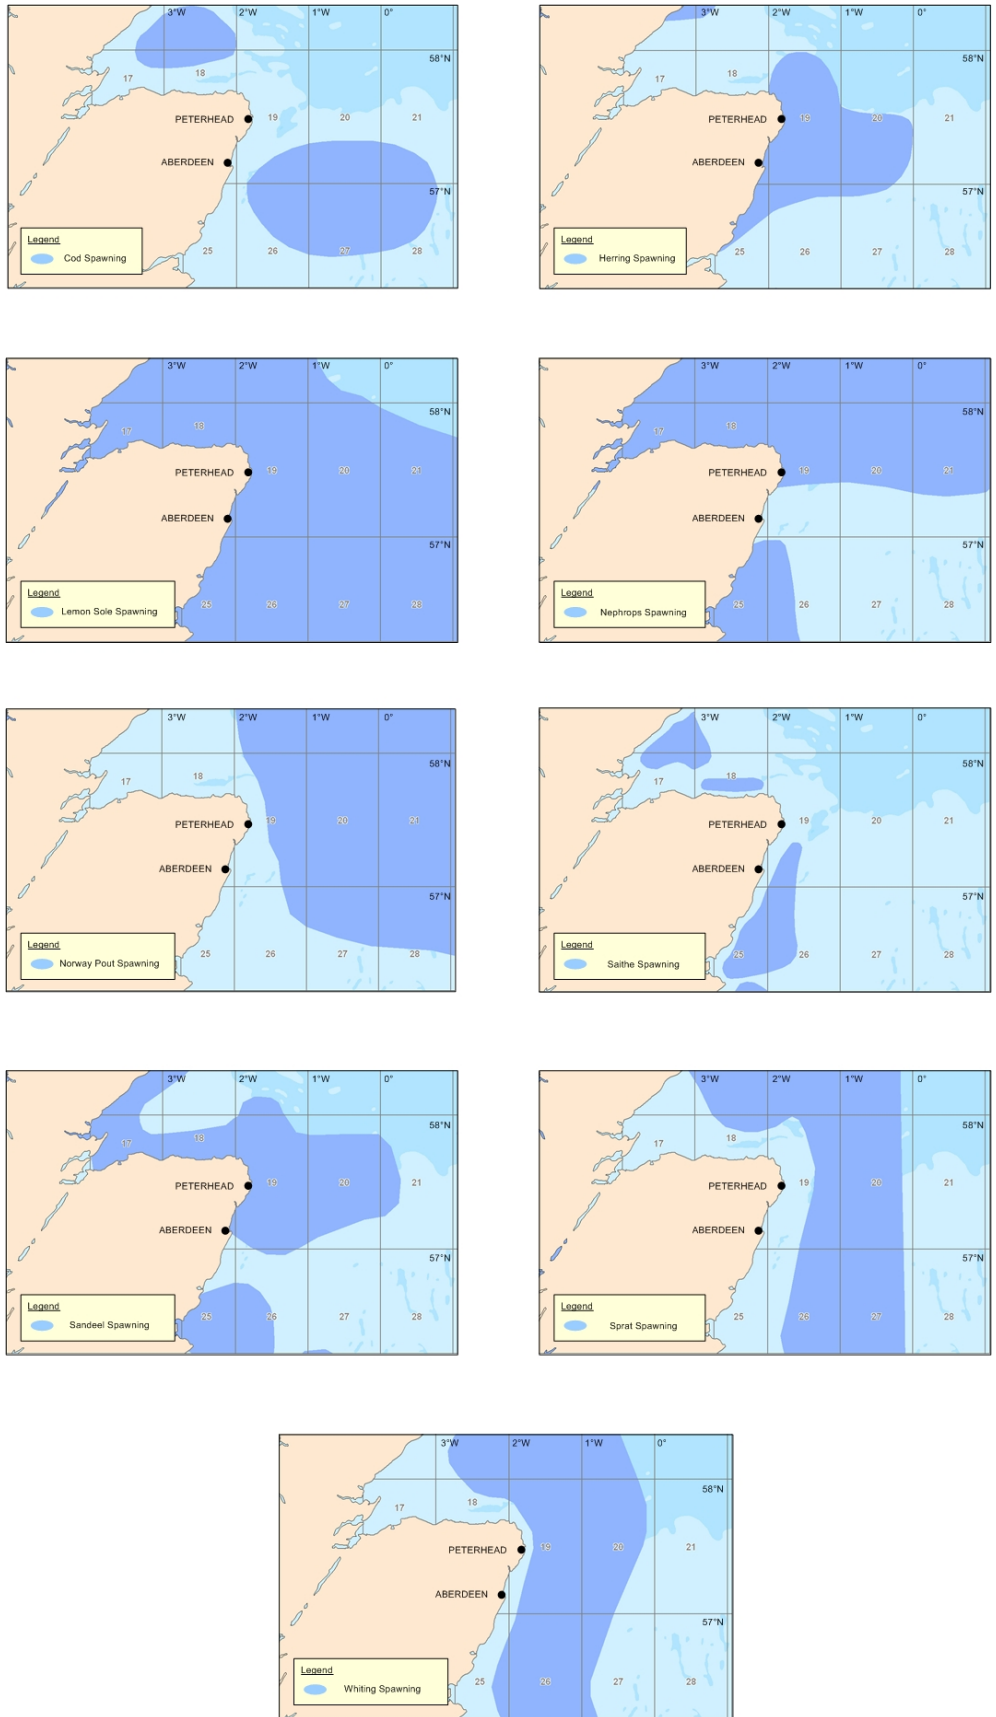 3°W 2°W 1°W 0°
58°N
17 18
PETERHEAD 19 20 21
ABERDEEN
57°N
Legend
Cod Spawning
25 26 27 28
3°W 2°W 1°W 0°
58°N
17 18
PETERHEAD 19 20 21
ABERDEEN
57°N
Legend
Herring Spawning
25 26 27 28
3°W 2°W 1°W 0°
58°N
17 18
PETERHEAD 19 20 21
ABERDEEN
57°N
Legend
Lemon Sole Spawning
25 26 27 28
3°W 2°W 1°W 0°
58°N
17 18
PETERHEAD 19 20 21
ABERDEEN
57°N
Legend
Nephrops Spawning
25 26 27 28
3°W 2°W 1°W 0°
58°N
17 18
PETERHEAD 19 20 21
ABERDEEN
57°N
Legend
Norway Pout Spawning
25 26 27 28
3°W 2°W 1°W 0°
58°N
17 18
PETERHEAD 19 20 21
ABERDEEN
57°N
Legend
Saithe Spawning
25 26 27 28
3°W 2°W 1°W 0°
58°N
17 18
PETERHEAD 19 20 21
ABERDEEN
57°N
Legend
Sandeel Spawning
25 26 27 28
3°W 2°W 1°W 0°
58°N
17 18
PETERHEAD 19 20 21
ABERDEEN
57°N
Legend
Sprat Spawning
25 26 27 28
3°W 2°W 1°W 0°
58°N
17 18
PETERHEAD 19 20 21
ABERDEEN
57°N
Legend
Whiting Spawning
25 26 27 28